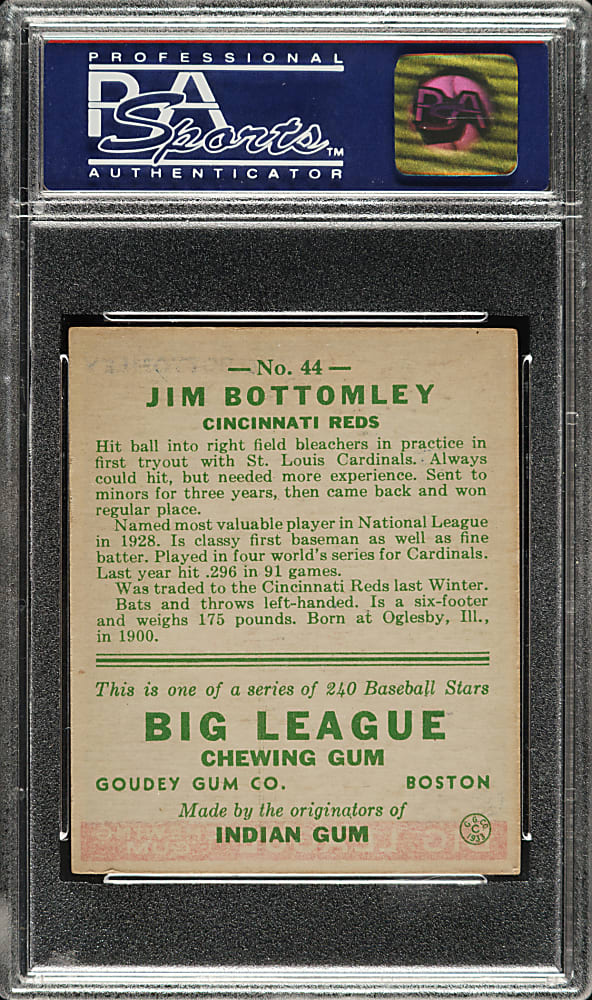 PROFESSIONAL
PSA
Sports™
AUTHENTICATOR
PSA
— No. 44 —
JIM BOTTOMLEY
CINCINNATI REDS
Hit ball into right field bleachers in practice in
first tryout with St. Louis Cardinals. Always
could hit, but needed more experience. Sent to
minors for three years, then came back and won
regular place.
Named most valuable player in National League
in 1928. Is classy first baseman as well as fine
batter. Played in four world's series for Cardinals.
Last year hit .296 in 91 games.
Was traded to the Cincinnati Reds last Winter.
Bats and throws left-handed. Is a six-footer
and weighs 175 pounds. Born at Oglesby, Ill.,
in 1900.
This is one of a series of 240 Baseball Stars
BIG LEAGUE
CHEWING GUM
GOUDEY GUM CO. BOSTON
Made by the originators of
INDIAN GUM
G.G.CO.
C
1933